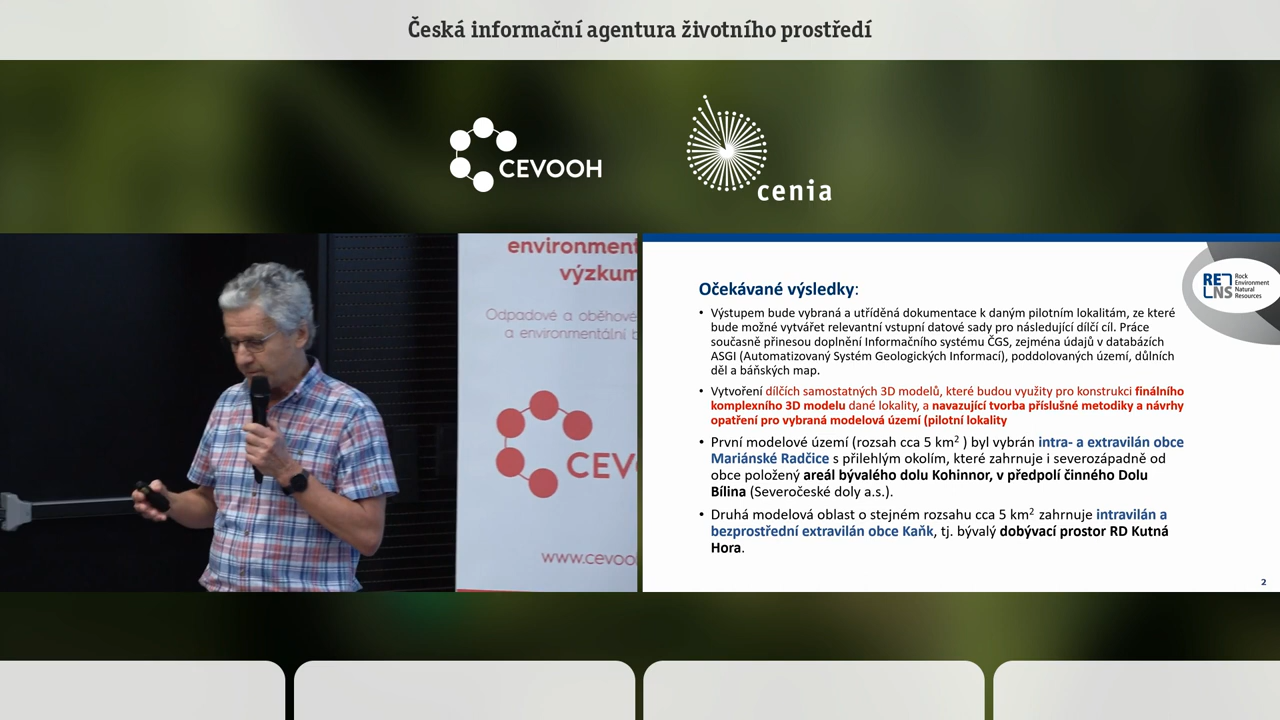 Česká informační agentura životního prostředí
CEVOOH
cenia
environment
výzkum
Odpadové a oběhové
a environmentální b
CEV
www.cevoo
RE
NS
Rock
Environment
Natural
Resources
Očekávané výsledky:
• Výstupem bude vybraná a utříděná dokumentace k daným pilotním lokalitám, ze které
bude možné vytvářet relevantní vstupní datové sady pro následující dílčí cíl. Práce
současně přinesou doplnění Informačního systému ČGS, zejména údajů v databázích
ASGI (Automatizovaný Systém Geologických Informací), poddolovaných území, důlních
děl a báňských map.
• Vytvoření dílčích samostatných 3D modelů, které budou využity pro konstrukci finálního
komplexního 3D modelu dané lokality, a navazující tvorba příslušné metodiky a návrhy
opatření pro vybraná modelová území (pilotní lokality
• První modelové území (rozsah cca 5 km² ) byl vybrán intra- a extravilán obce
Mariánské Radčice s přilehlým okolím, které zahrnuje i severozápadně od
obce položený areál bývalého dolu Kohinnor, v předpolí činného Dolu
Bílina (Severočeské doly a.s.).
• Druhá modelová oblast o stejném rozsahu cca 5 km² zahrnuje intravilán a
bezprostřední extravilán obce Kaňk, tj. bývalý dobývací prostor RD Kutná
Hora.
2